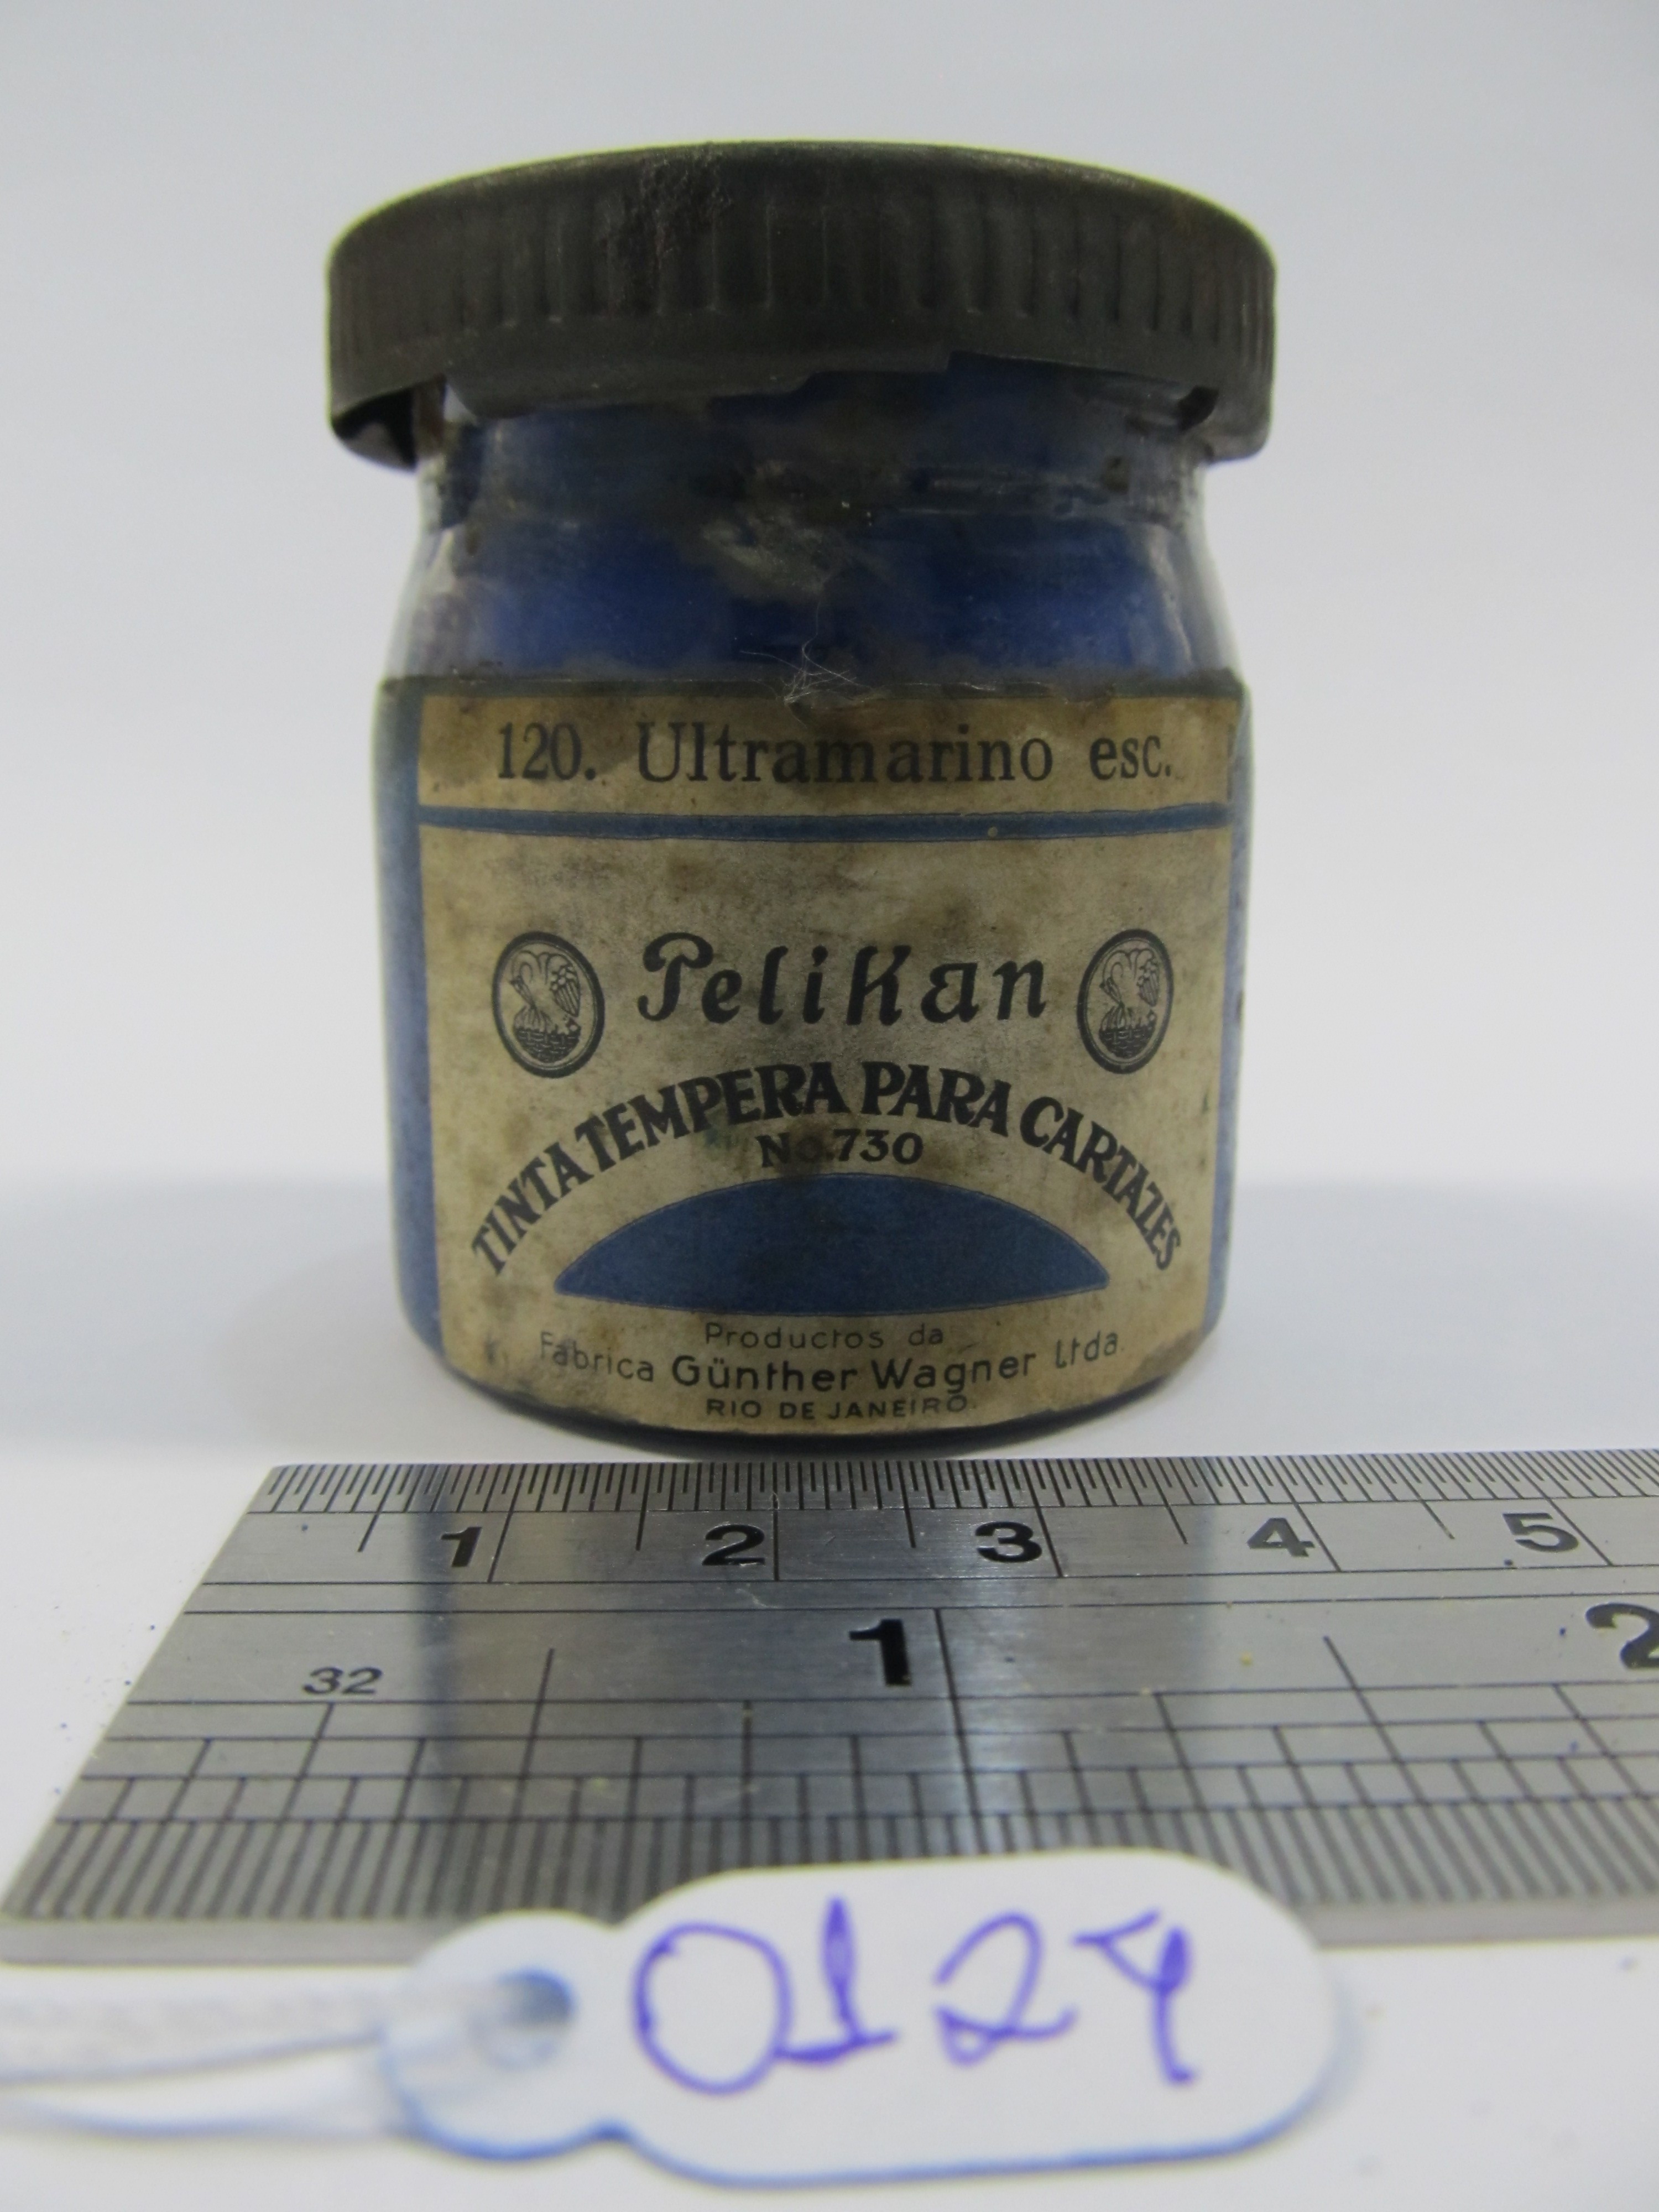 120. Ultramarino esc.
Pelikan
TINTA TEMPERA PARA CARTAZES
No. 730
Productos da
Fabrica Günther Wagner Ltda.
RIO DE JANEIRO.
1 2 3 4 5
1 2
32
0124